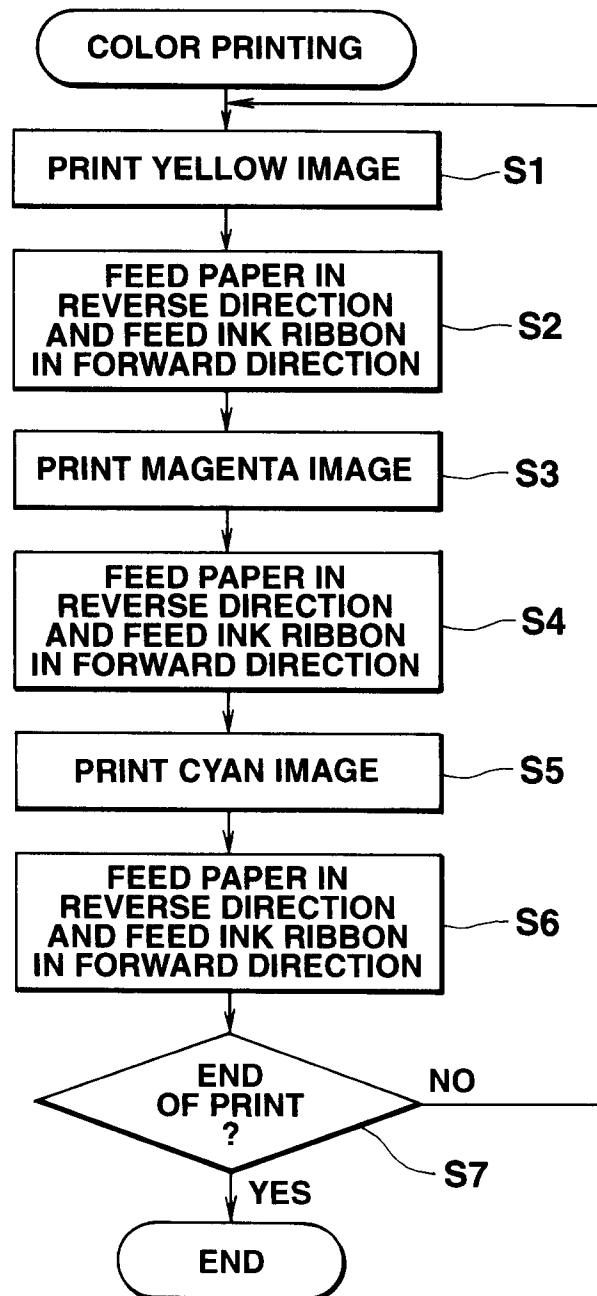 COLOR PRINTING
PRINT YELLOW IMAGE
S1
FEED PAPER IN
REVERSE DIRECTION
AND FEED INK RIBBON
IN FORWARD DIRECTION
S2
PRINT MAGENTA IMAGE
S3
FEED PAPER IN
REVERSE DIRECTION
AND FEED INK RIBBON
IN FORWARD DIRECTION
S4
PRINT CYAN IMAGE
S5
FEED PAPER IN
REVERSE DIRECTION
AND FEED INK RIBBON
IN FORWARD DIRECTION
S6
END
OF PRINT
?
NO
S7
YES
END